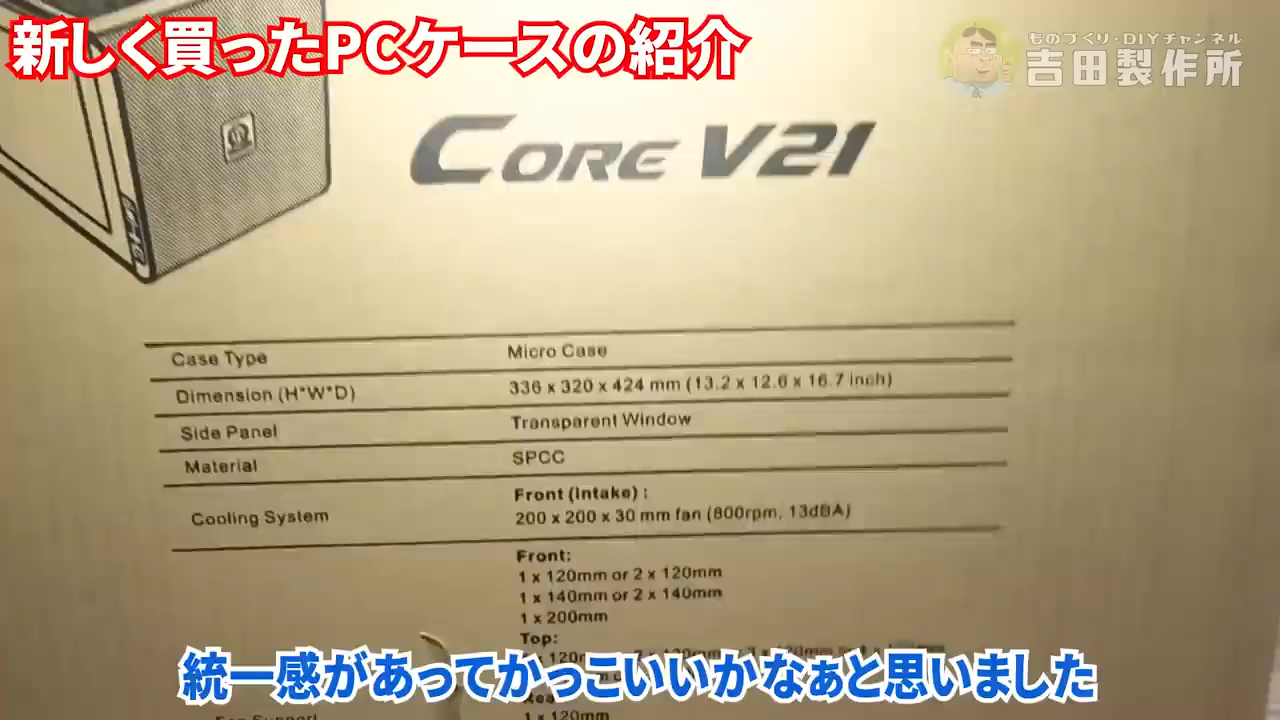 新しく買ったPCケースの紹介
ものづくり・DIYチャンネル
吉田製作所
CORE V21
Case Type Micro Case
Dimension (H*W*D) 336 x 320 x 424 mm (13.2 x 12.6 x 16.7 inch)
Side Panel Transparent Window
Material SPCC
Cooling System Front (Intake) :
200 x 200 x 30 mm fan (800rpm, 13dBA)
Front:
1 x 120mm or 2 x 120mm
1 x 140mm or 2 x 140mm
1 x 200mm
Top:
統一感があってかっこいいかなぁと思いました
1 x 120mm